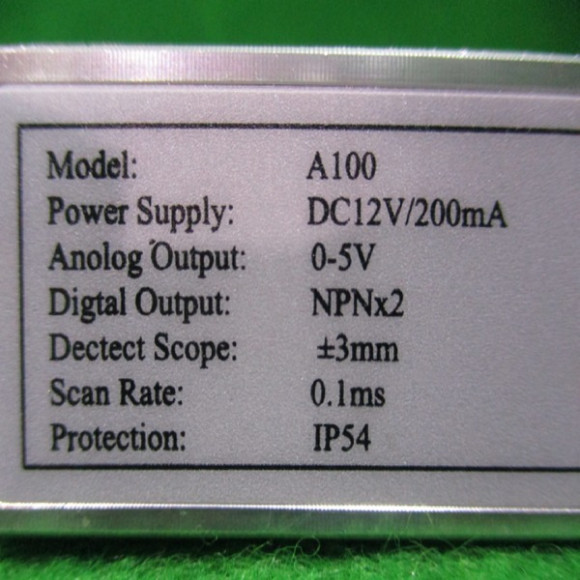 Model: A100
Power Supply: DC12V/200mA
Anolog Output: 0-5V
Digtal Output: NPNx2
Dectect Scope: ±3mm
Scan Rate: 0.1ms
Protection: IP54